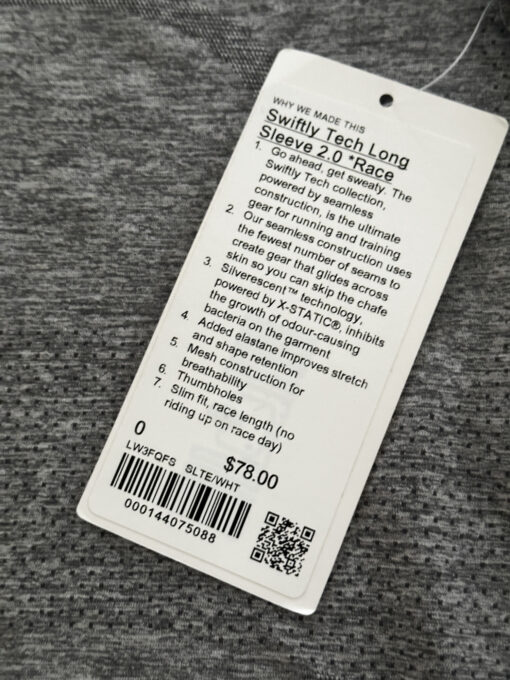 WHY WE MADE THIS
Swiftly Tech Long
Sleeve 2.0 *Race
1. Go ahead, get sweaty. The
Swiftly Tech collection,
powered by seamless
construction, is the ultimate
gear for running and training
2. Our seamless construction uses
the fewest number of seams to
create gear that glides across
skin so you can skip the chafe
3. Silverescent™ technology,
powered by X-STATIC®, inhibits
the growth of odour-causing
bacteria on the garment
4. Added elastane improves stretch
and shape retention
5. Mesh construction for
breathability
6. Thumbholes
7. Slim fit, race length (no
riding up on race day)
0
$78.00
LW3FQFS SLTE/WHT
000144075088